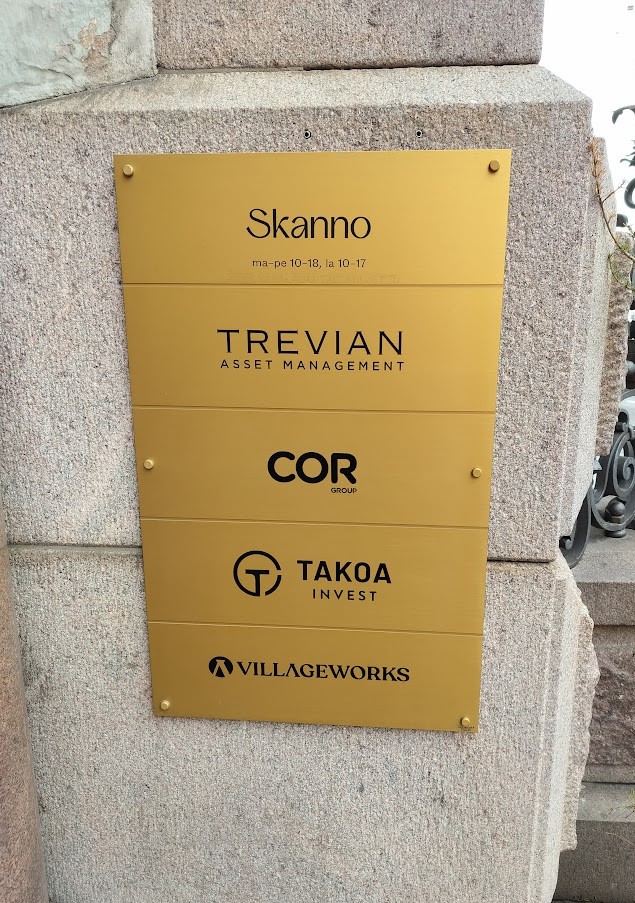 Skanno
ma-pe 10-18, la 10-17
TREVIAN
ASSET MANAGEMENT
COR
GROUP
TAKOA
INVEST
VILLAGEWORKS